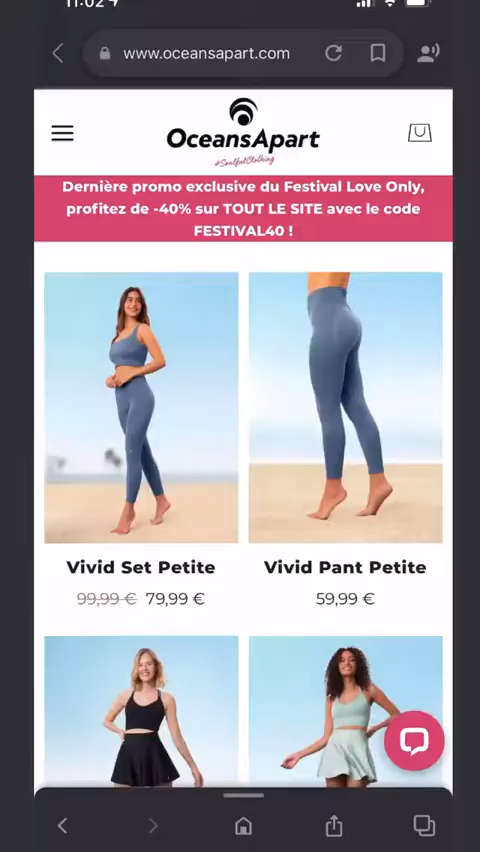 11:02
www.oceansapart.com
OceansApart
#SoulfulClothing
Dernière promo exclusive du Festival Love Only,
profitez de -40% sur TOUT LE SITE avec le code
FESTIVAL40 !
Vivid Set Petite
Vivid Pant Petite
99,99 € 79,99 €
59,99 €